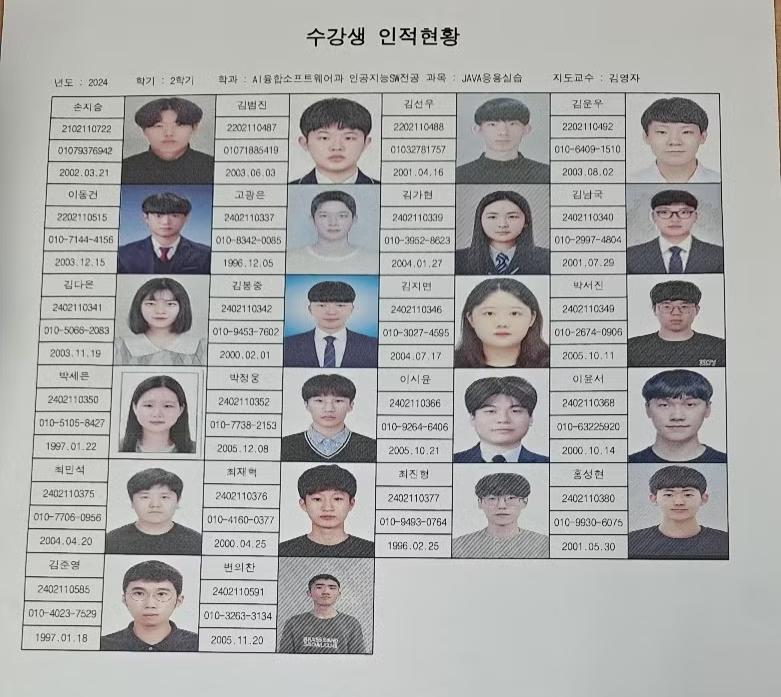 수강생 인적현황
년도 : 2024 학기 : 2학기 학과 : AI융합소프트웨어과 인공지능SW전공 과목 : JAVA응용실습 지도교수 : 김영자
손지승 김범진 김선우 김운우
2102110722 2202110487 2202110488 2202110492
01079376942 01071885419 01032781757 010-6409-1510
2002.03.21 2003.06.03 2001.04.16 2003.08.02
이동건 고광은 김가현 김남국
2202110515 2402110337 2402110339 2402110340
010-7144-4156 010-8342-0085 010-3952-8623 010-2997-4804
2003.12.15 1996.12.05 2004.01.27 2001.07.29
김다은 김봉중 김지면 박서진
2402110341 2402110342 2402110346 2402110349
010-5066-2083 010-9453-7602 010-3027-4595 010-2674-0906
2003.11.19 2000.02.01 2004.07.17 2005.10.11
박세은 박정웅 이시윤 이윤서
2402110350 2402110352 2402110366 2402110368
010-5105-8427 010-7738-2153 010-9264-6406 010-63225920
1997.01.22 2005.12.08 2005.10.21 2000.10.14
최민석 최재혁 최진형 홍성현
2402110375 2402110376 2402110377 2402110380
010-7706-0956 010-4160-0377 010-9493-0764 010-9930-6075
2004.04.20 2000.04.25 1996.02.25 2001.05.30
김준영 변의찬
2402110585 2402110591
010-4023-7529 010-3263-3134
1997.01.18 2005.11.20